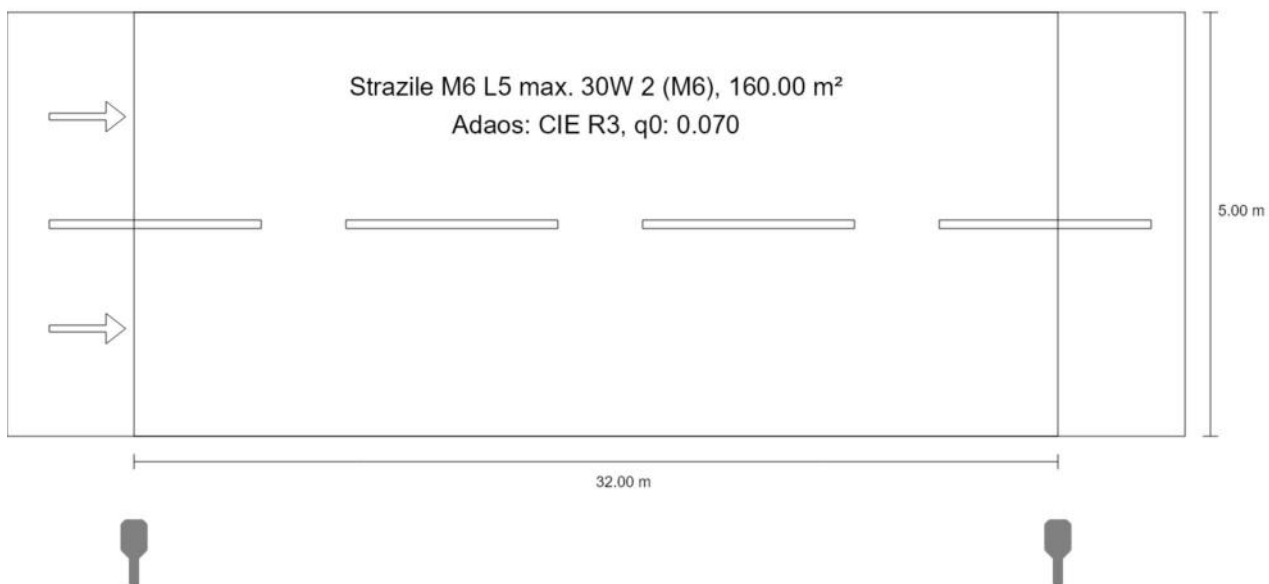 Strazile M6 L5 max. 30W 2 (M6), 160.00 m²
Adaos: CIE R3, q0: 0.070
5.00 m
32.00 m